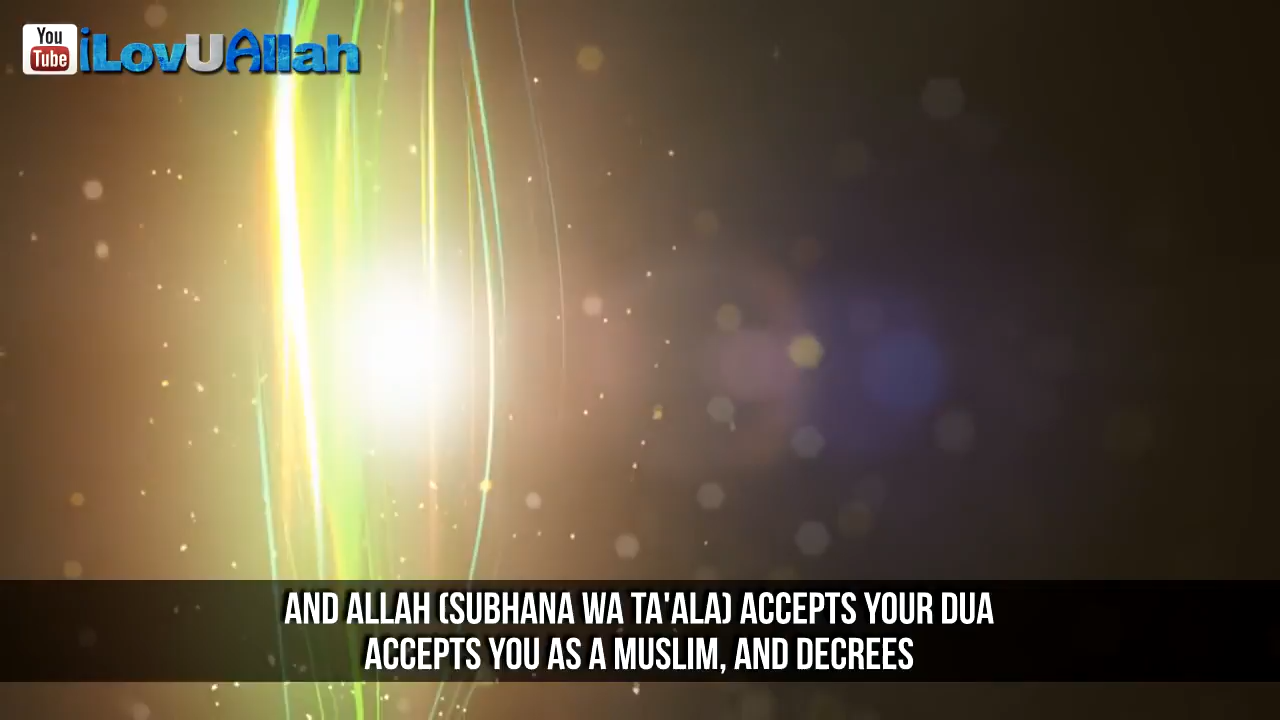 You
Tube
iLovUAllah
AND ALLAH (SUBHANA WA TA'ALA) ACCEPTS YOUR DUA
ACCEPTS YOU AS A MUSLIM, AND DECREES